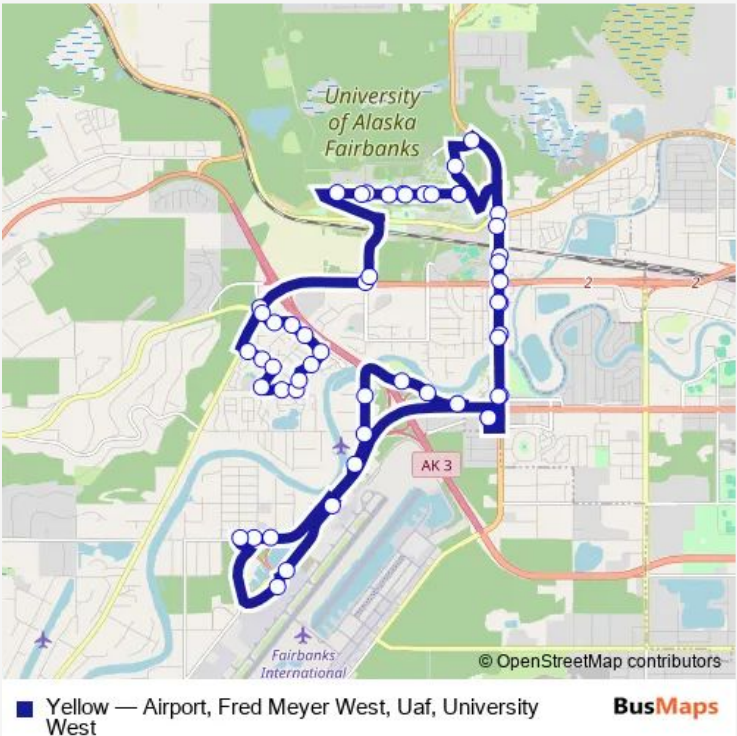 University
of Alaska
Fairbanks
2
2
AK 3
Fairbanks
International
© OpenStreetMap contributors
Yellow — Airport, Fred Meyer West, Uaf, University
West
BusMaps